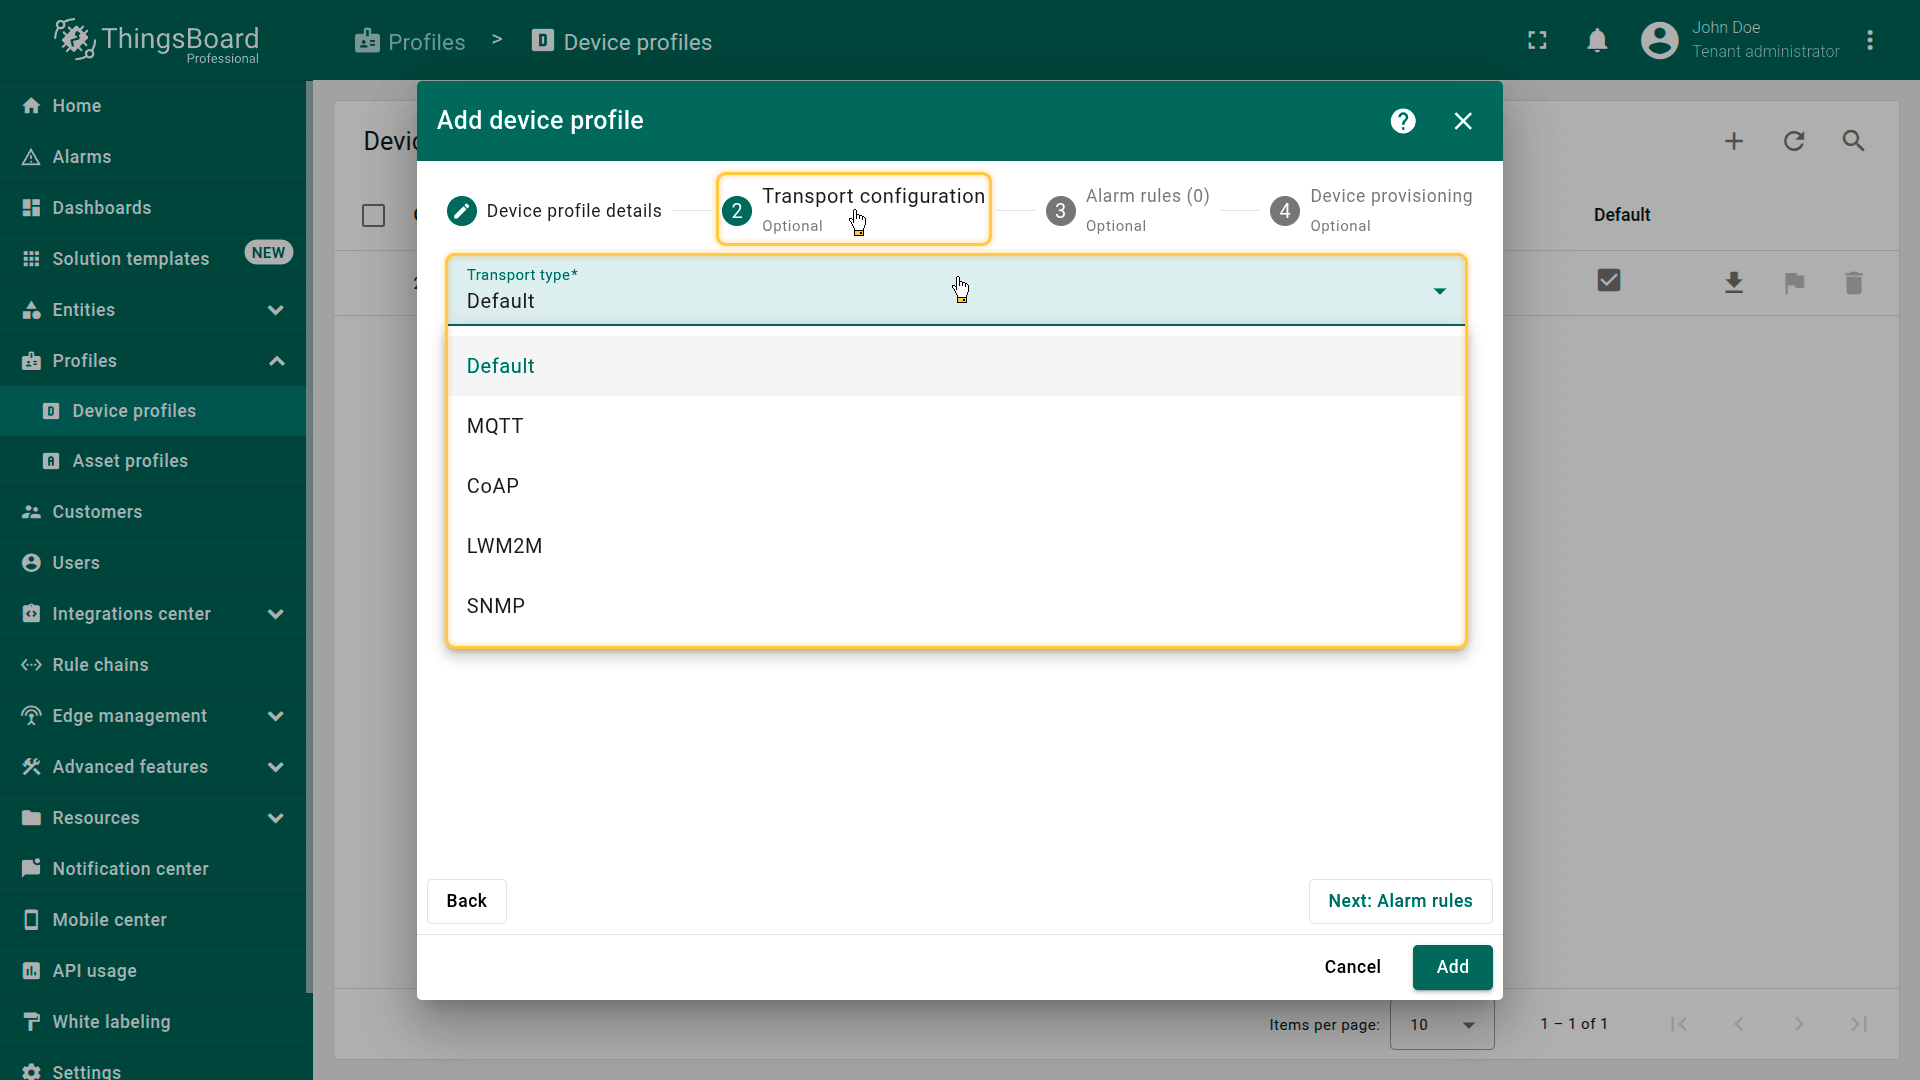 ThingsBoard
Professional
Profiles > Device profiles
John Doe
Tenant administrator
Home
Alarms
Dashboards
Solution templates NEW
Entities
Profiles
Device profiles
Asset profiles
Customers
Users
Integrations center
Rule chains
Edge management
Advanced features
Resources
Notification center
Mobile center
API usage
White labeling
Settings
Default
Add device profile
Device profile details
2 Transport configuration
Optional
3 Alarm rules (0)
Optional
4 Device provisioning
Optional
Transport type*
Default
Default
MQTT
CoAP
LWM2M
SNMP
Back
Next: Alarm rules
Cancel
Add
Items per page: 10
1 – 1 of 1